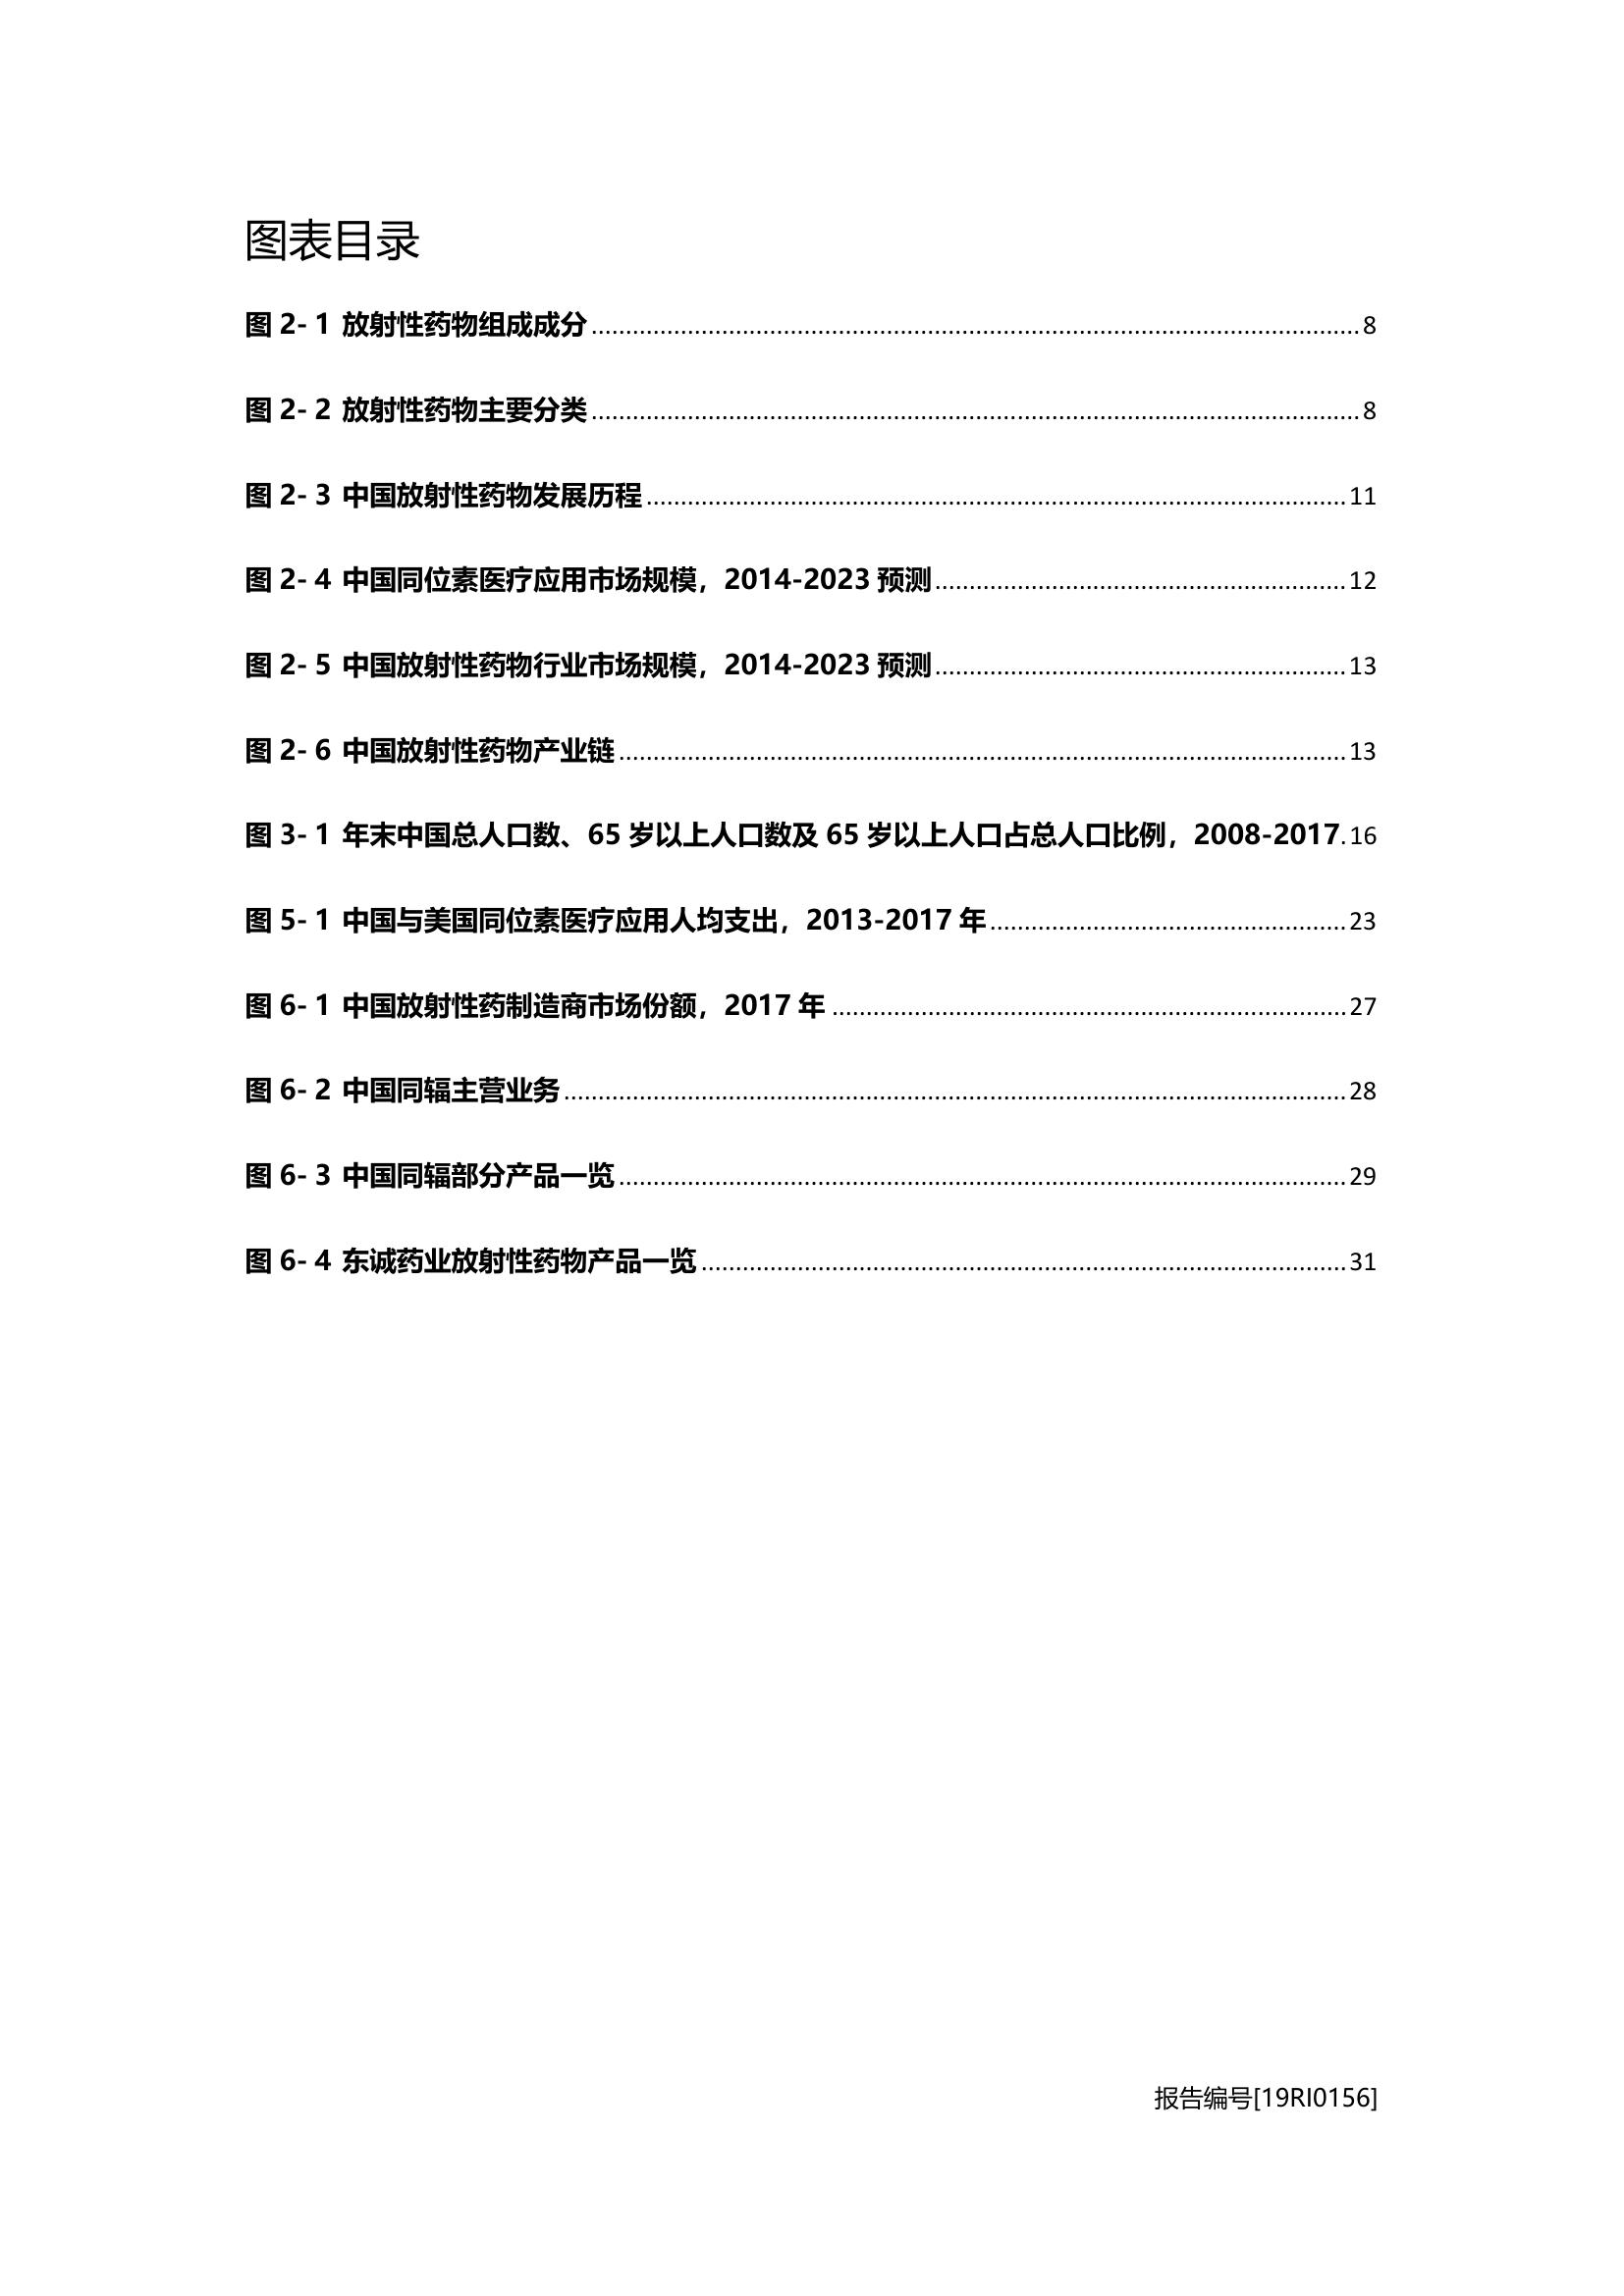 图表目录
图 2- 1 放射性药物组成成分 ........ 8
图 2- 2 放射性药物主要分类 ........ 8
图 2- 3 中国放射性药物发展历程 ........ 11
图 2- 4 中国同位素医疗应用市场规模，2014-2023 预测 ........ 12
图 2- 5 中国放射性药物行业市场规模，2014-2023 预测 ........ 13
图 2- 6 中国放射性药物产业链 ........ 13
图 3- 1 年末中国总人口数、65 岁以上人口数及 65 岁以上人口占总人口比例，2008-2017 . 16
图 5- 1 中国与美国同位素医疗应用人均支出，2013-2017 年 ........ 23
图 6- 1 中国放射性药制造商市场份额，2017 年 ........ 27
图 6- 2 中国同辐主营业务 ........ 28
图 6- 3 中国同辐部分产品一览 ........ 29
图 6- 4 东诚药业放射性药物产品一览 ........ 31
报告编号[19RI0156]